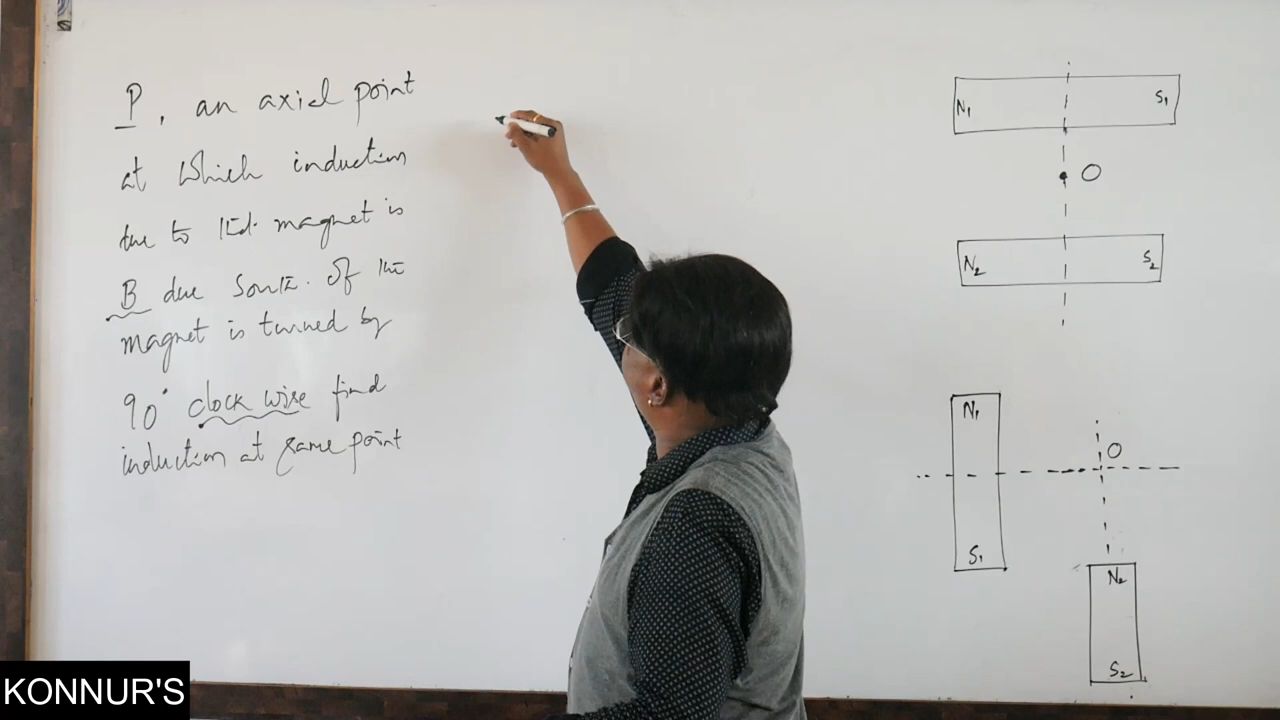 P, an axial point
at which induction
due to the magnet is
B due South. If the
magnet is turned by
90° clock wise find
induction at same point
N1 S1
O
N2 S2
N1
O
S1
N2
S2
KONNUR'S